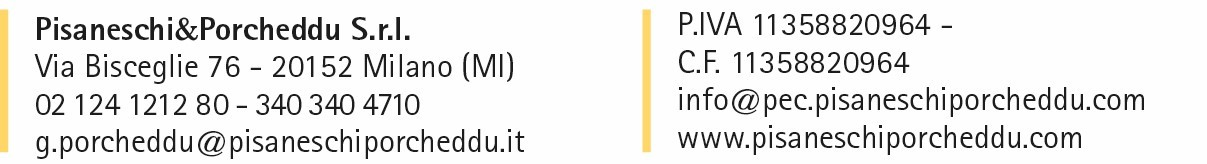 Pisaneschi&Porcheddu S.r.l.
Via Bisceglie 76 - 20152 Milano (MI)
02 124 1212 80 - 340 340 4710
g.porcheddu@pisaneschiporcheddu.it
P.IVA 11358820964 -
C.F. 11358820964
info@pec.pisaneschiporcheddu.com
www.pisaneschiporcheddu.com